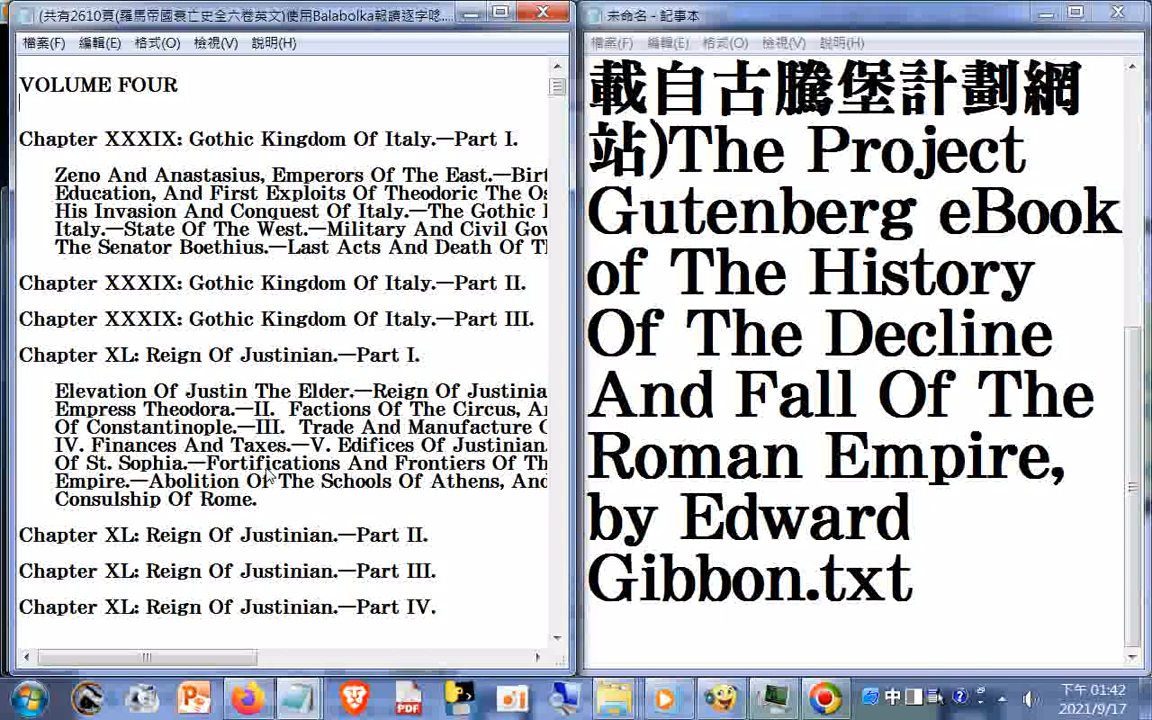 (共有2610頁(羅馬帝國衰亡史全六卷英文)使用Balabolka報讀逐字唸....
檔案(F) 編輯(E) 格式(O) 檢視(V) 說明(H)
VOLUME FOUR
Chapter XXXIX: Gothic Kingdom Of Italy.—Part I.
Zeno And Anastasius, Emperors Of The East.—Birt
Education, And First Exploits Of Theodoric The Os
His Invasion And Conquest Of Italy.—The Gothic
Italy.—State Of The West.—Military And Civil Gov
The Senator Boethius.—Last Acts And Death Of Th
Chapter XXXIX: Gothic Kingdom Of Italy.—Part II.
Chapter XXXIX: Gothic Kingdom Of Italy.—Part III.
Chapter XL: Reign Of Justinian.—Part I.
Elevation Of Justin The Elder.—Reign Of Justinia
Empress Theodora.—II. Factions Of The Circus, An
Of Constantinople.—III. Trade And Manufacture
IV. Finances And Taxes.—V. Edifices Of Justinian.
Of St. Sophia.—Fortifications And Frontiers Of Th
Empire.—Abolition Of The Schools Of Athens, And
Consulship Of Rome.
Chapter XL: Reign Of Justinian.—Part II.
Chapter XL: Reign Of Justinian.—Part III.
Chapter XL: Reign Of Justinian.—Part IV.
未命名 - 記事本
檔案(F) 編輯(E) 格式(O) 檢視(V) 說明(H)
載自古騰堡計劃網
站)The Project
Gutenberg eBook
of The History
Of The Decline
And Fall Of The
Roman Empire,
by Edward
Gibbon.txt
PDF
中
下午 01:42
2021/9/17